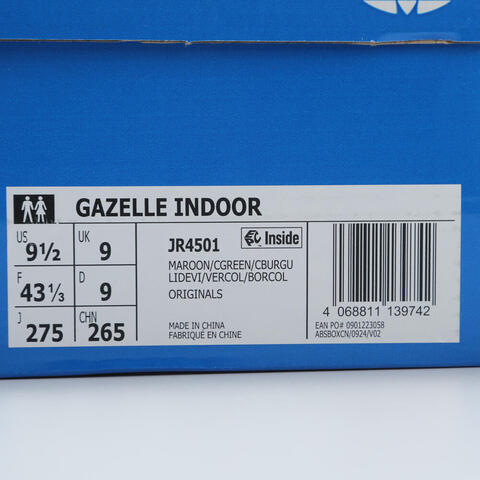 GAZELLE INDOOR
US 9½ UK 9
F 43⅓ D 9
J 275 CHN 265
JR4501 Inside
MAROON/CGREEN/CBURGU
LIDEVI/VERCOL/BORCOL
ORIGINALS
MADE IN CHINA
FABRIQUÉ EN CHINE
4 068811 139742
EAN PO# 0901223058
ABSBOXCN/0924/V02